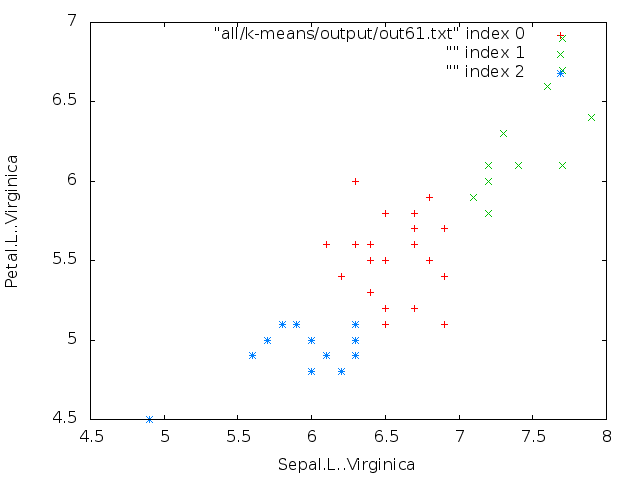 7
6.5
6
5.5
5
4.5
4.5 5 5.5 6 6.5 7 7.5 8
Petal.L..Virginica
Sepal.L..Virginica
"all/k-means/output/out61.txt" index 0
"" index 1
"" index 2